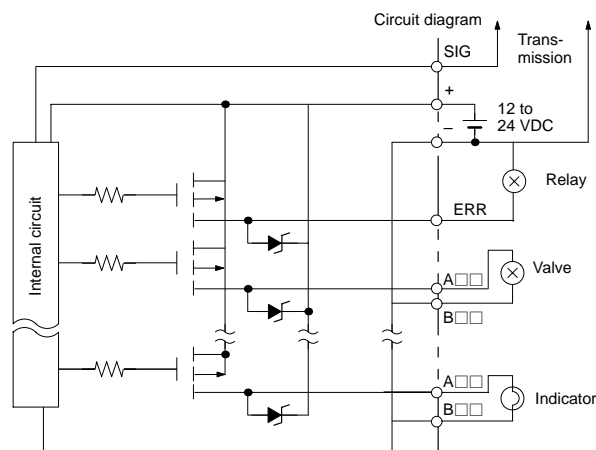 Circuit diagram
SIG
Trans-
mission
+
12 to
24 VDC
–
Relay
ERR
Internal circuit
A□□
Valve
B□□
A□□
Indicator
B□□